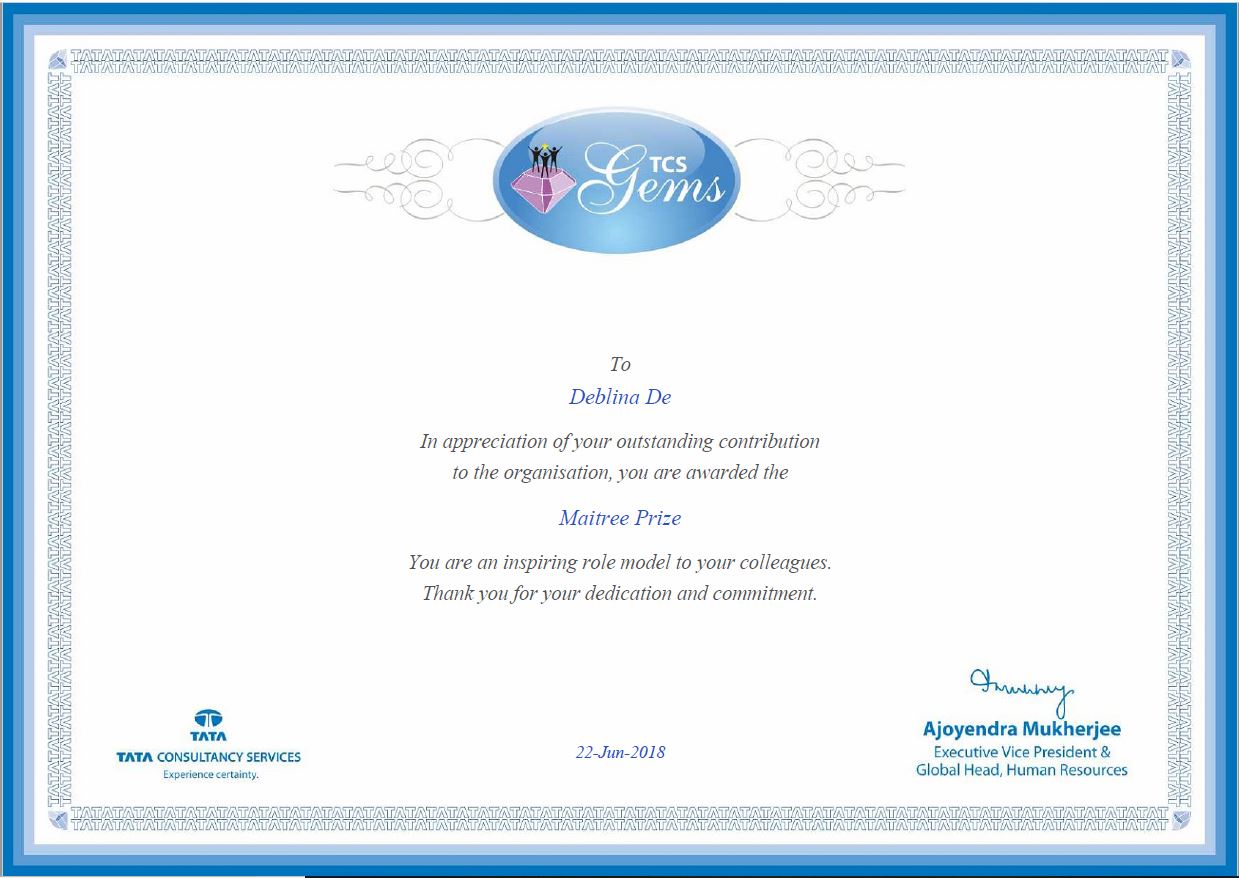 TCS
Gems
To
Deblina De
In appreciation of your outstanding contribution
to the organisation, you are awarded the
Maitree Prize
You are an inspiring role model to your colleagues.
Thank you for your dedication and commitment.
TATA
TATA CONSULTANCY SERVICES
Experience certainty.
22-Jun-2018
Ajoyendra Mukherjee
Executive Vice President &
Global Head, Human Resources